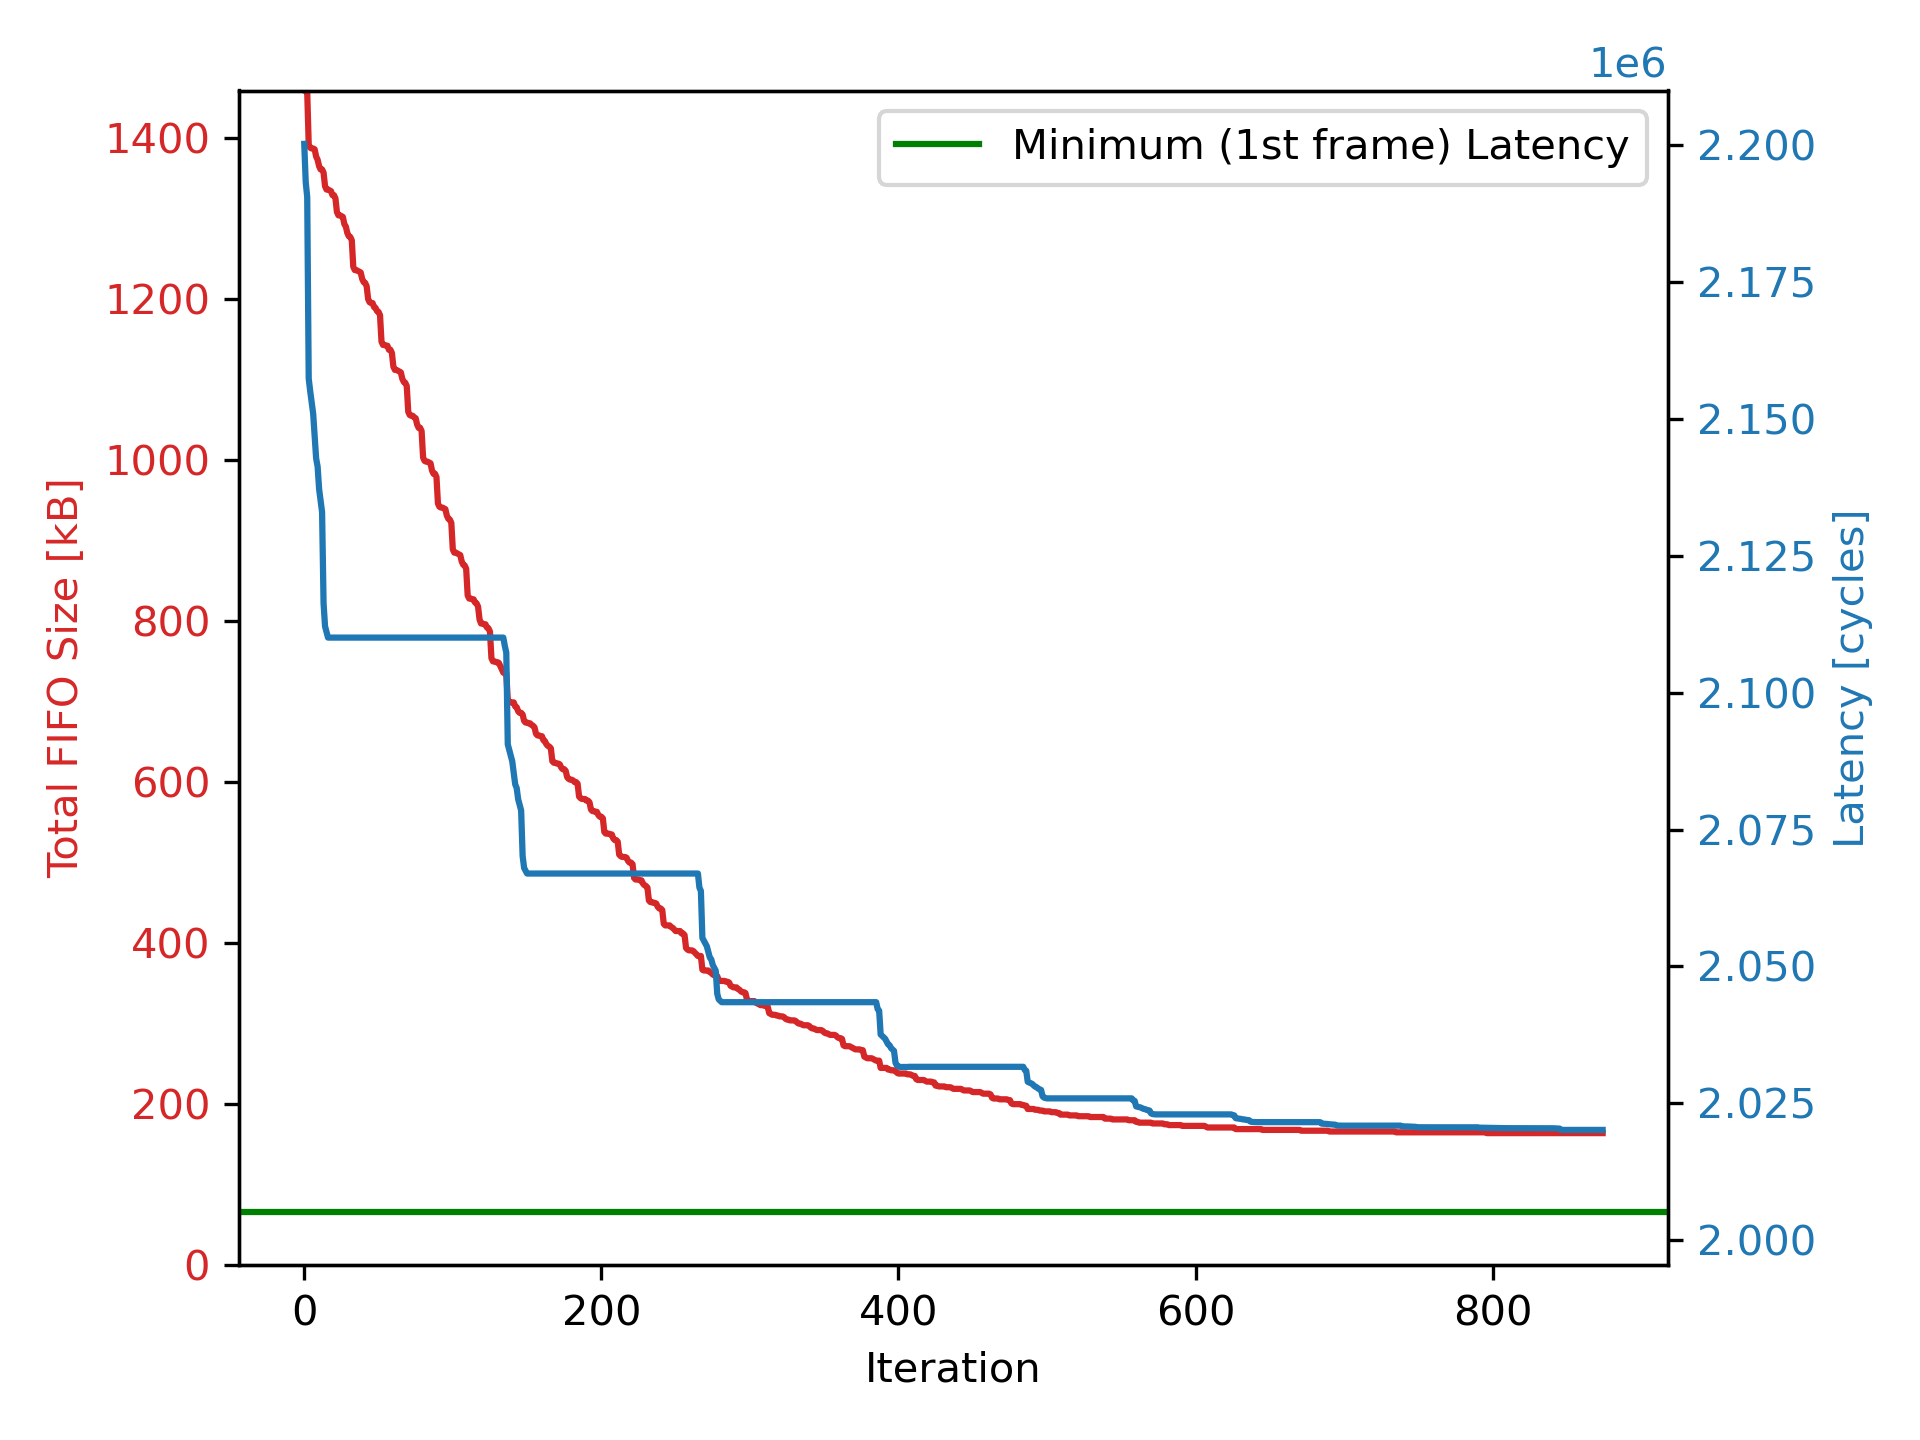 1e6
Minimum (1st frame) Latency
1400
1200
1000
800
600
400
200
0
Total FIFO Size [kB]
2.200
2.175
2.150
2.125
2.100
2.075
2.050
2.025
2.000
Latency [cycles]
0 200 400 600 800
Iteration